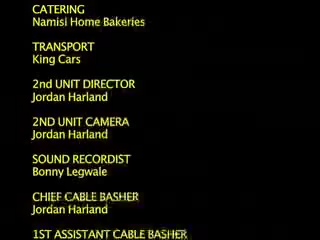 CATERING
Namisi Home Bakeries
TRANSPORT
King Cars
2nd UNIT DIRECTOR
Jordan Harland
2ND UNIT CAMERA
Jordan Harland
SOUND RECORDIST
Bonny Legwale
CHIEF CABLE BASHER
Jordan Harland
1ST ASSISTANT CABLE BASHER